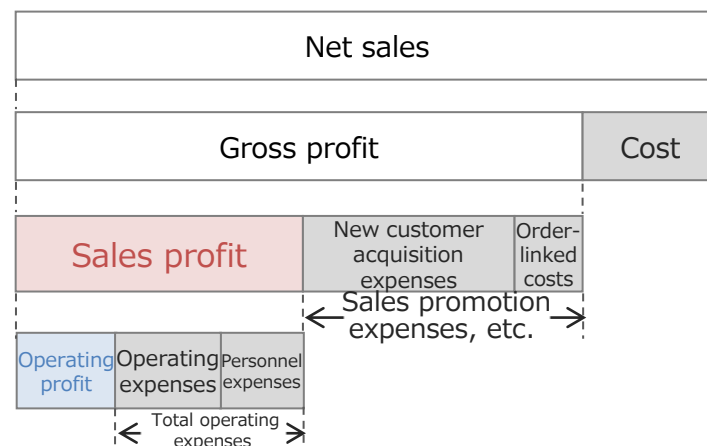 Net sales
Gross profit
Cost
Sales profit
New customer
acquisition
expenses
Order-
linked
costs
Sales promotion
expenses, etc.
Operating
profit
Operating
expenses
Personnel
expenses
Total operating
expenses